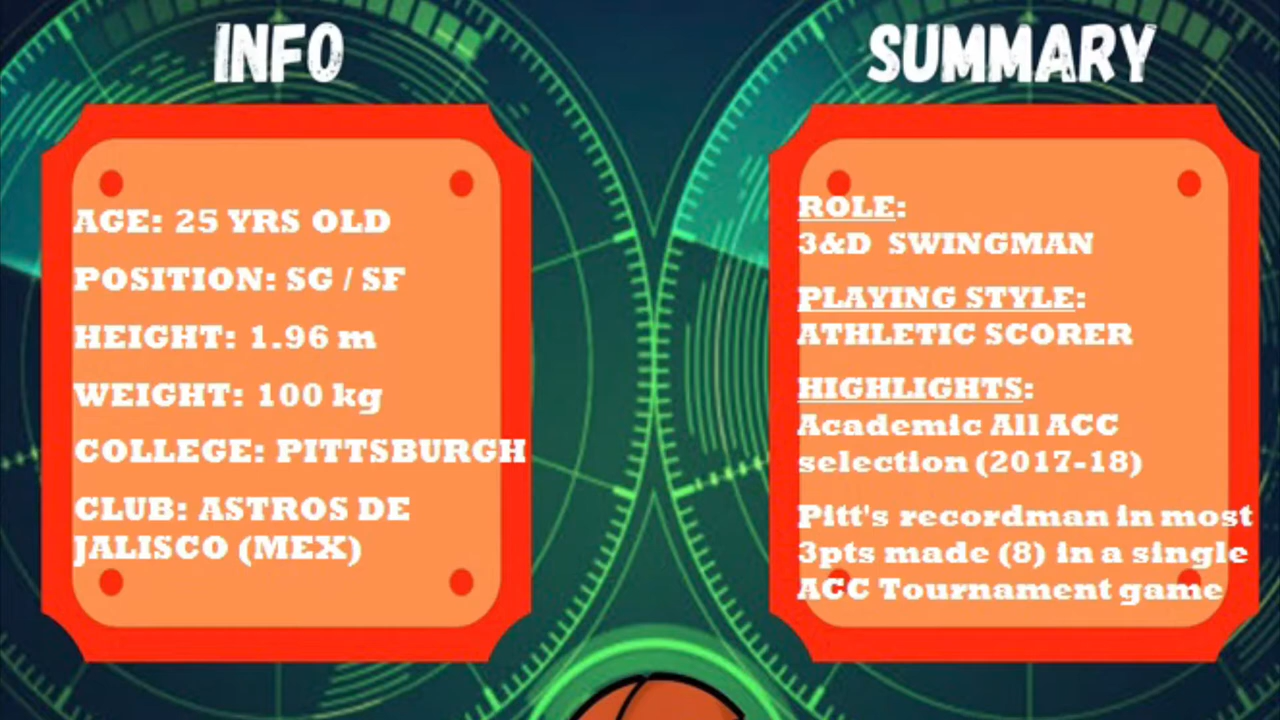 INFO
AGE: 25 YRS OLD
POSITION: SG / SF
HEIGHT: 1.96 m
WEIGHT: 100 kg
COLLEGE: PITTSBURGH
CLUB: ASTROS DE
JALISCO (MEX)
SUMMARY
ROLE:
3&D SWINGMAN
PLAYING STYLE:
ATHLETIC SCORER
HIGHLIGHTS:
Academic All ACC
selection (2017-18)
Pitt's recordman in most
3pts made (8) in a single
ACC Tournament game